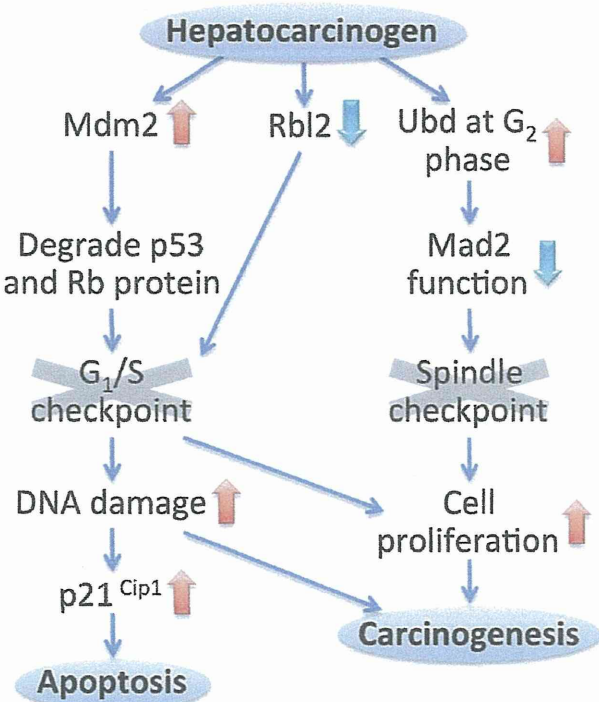 Hepatocarcinogen
Mdm2
Rbl2
Ubd at G₂
phase
Degrade p53
and Rb protein
Mad2
function
G₁/S
checkpoint
Spindle
checkpoint
DNA damage
Cell
proliferation
p21 Cip1
Carcinogenesis
Apoptosis